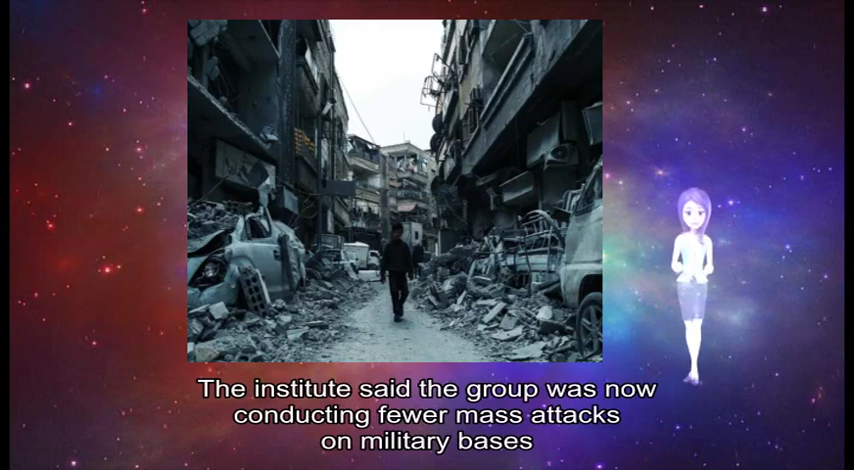 The institute said the group was now
conducting fewer mass attacks
on military bases